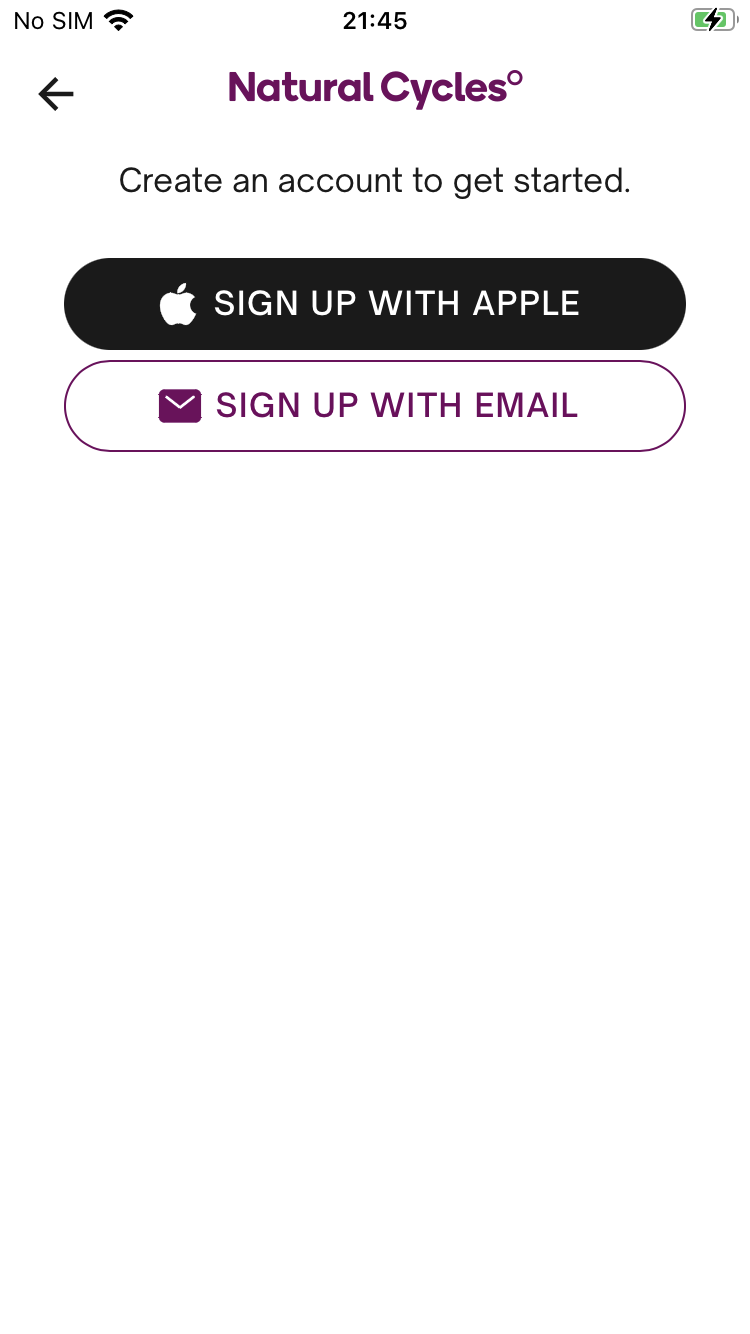 No SIM 21:45
Natural Cycles°
Create an account to get started.
SIGN UP WITH APPLE
SIGN UP WITH EMAIL